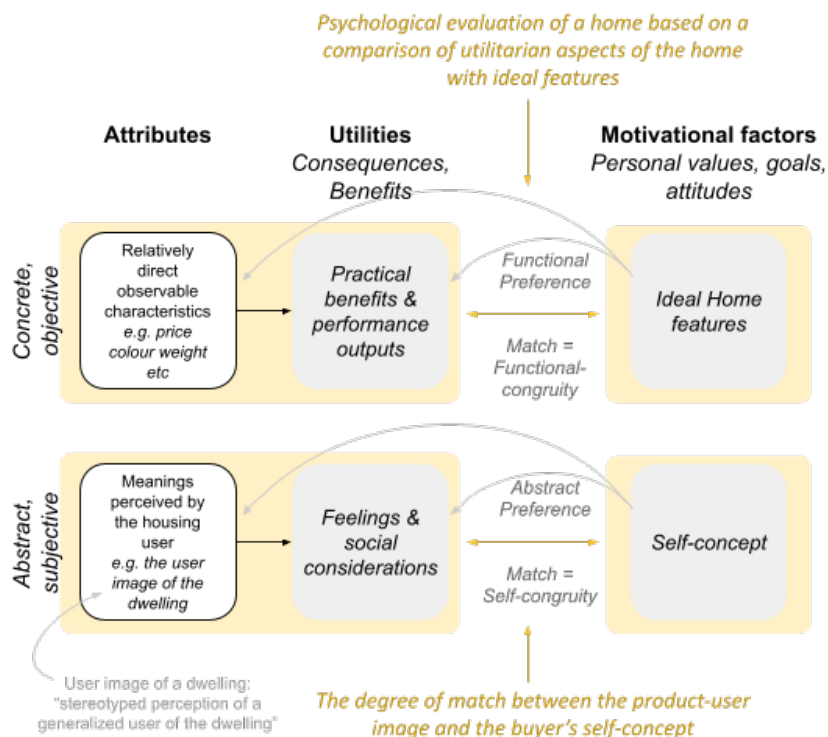 Psychological evaluation of a home based on a
comparison of utilitarian aspects of the home
with ideal features
Attributes
Utilities
Consequences,
Benefits
Motivational factors
Personal values, goals,
attitudes
Concrete,
objective
Relatively
direct
observable
characteristics
e.g. price
colour weight
etc
Practical
benefits &
performance
outputs
Functional
Preference
Match =
Functional-
congruity
Ideal Home
features
Abstract,
subjective
Meanings
perceived by
the housing
user
e.g. the user
image of the
dwelling
Feelings &
social
considerations
Abstract
Preference
Match =
Self-congruity
Self-concept
User image of a dwelling:
“stereotyped perception of a
generalized user of the dwelling”
The degree of match between the product-user
image and the buyer’s self-concept